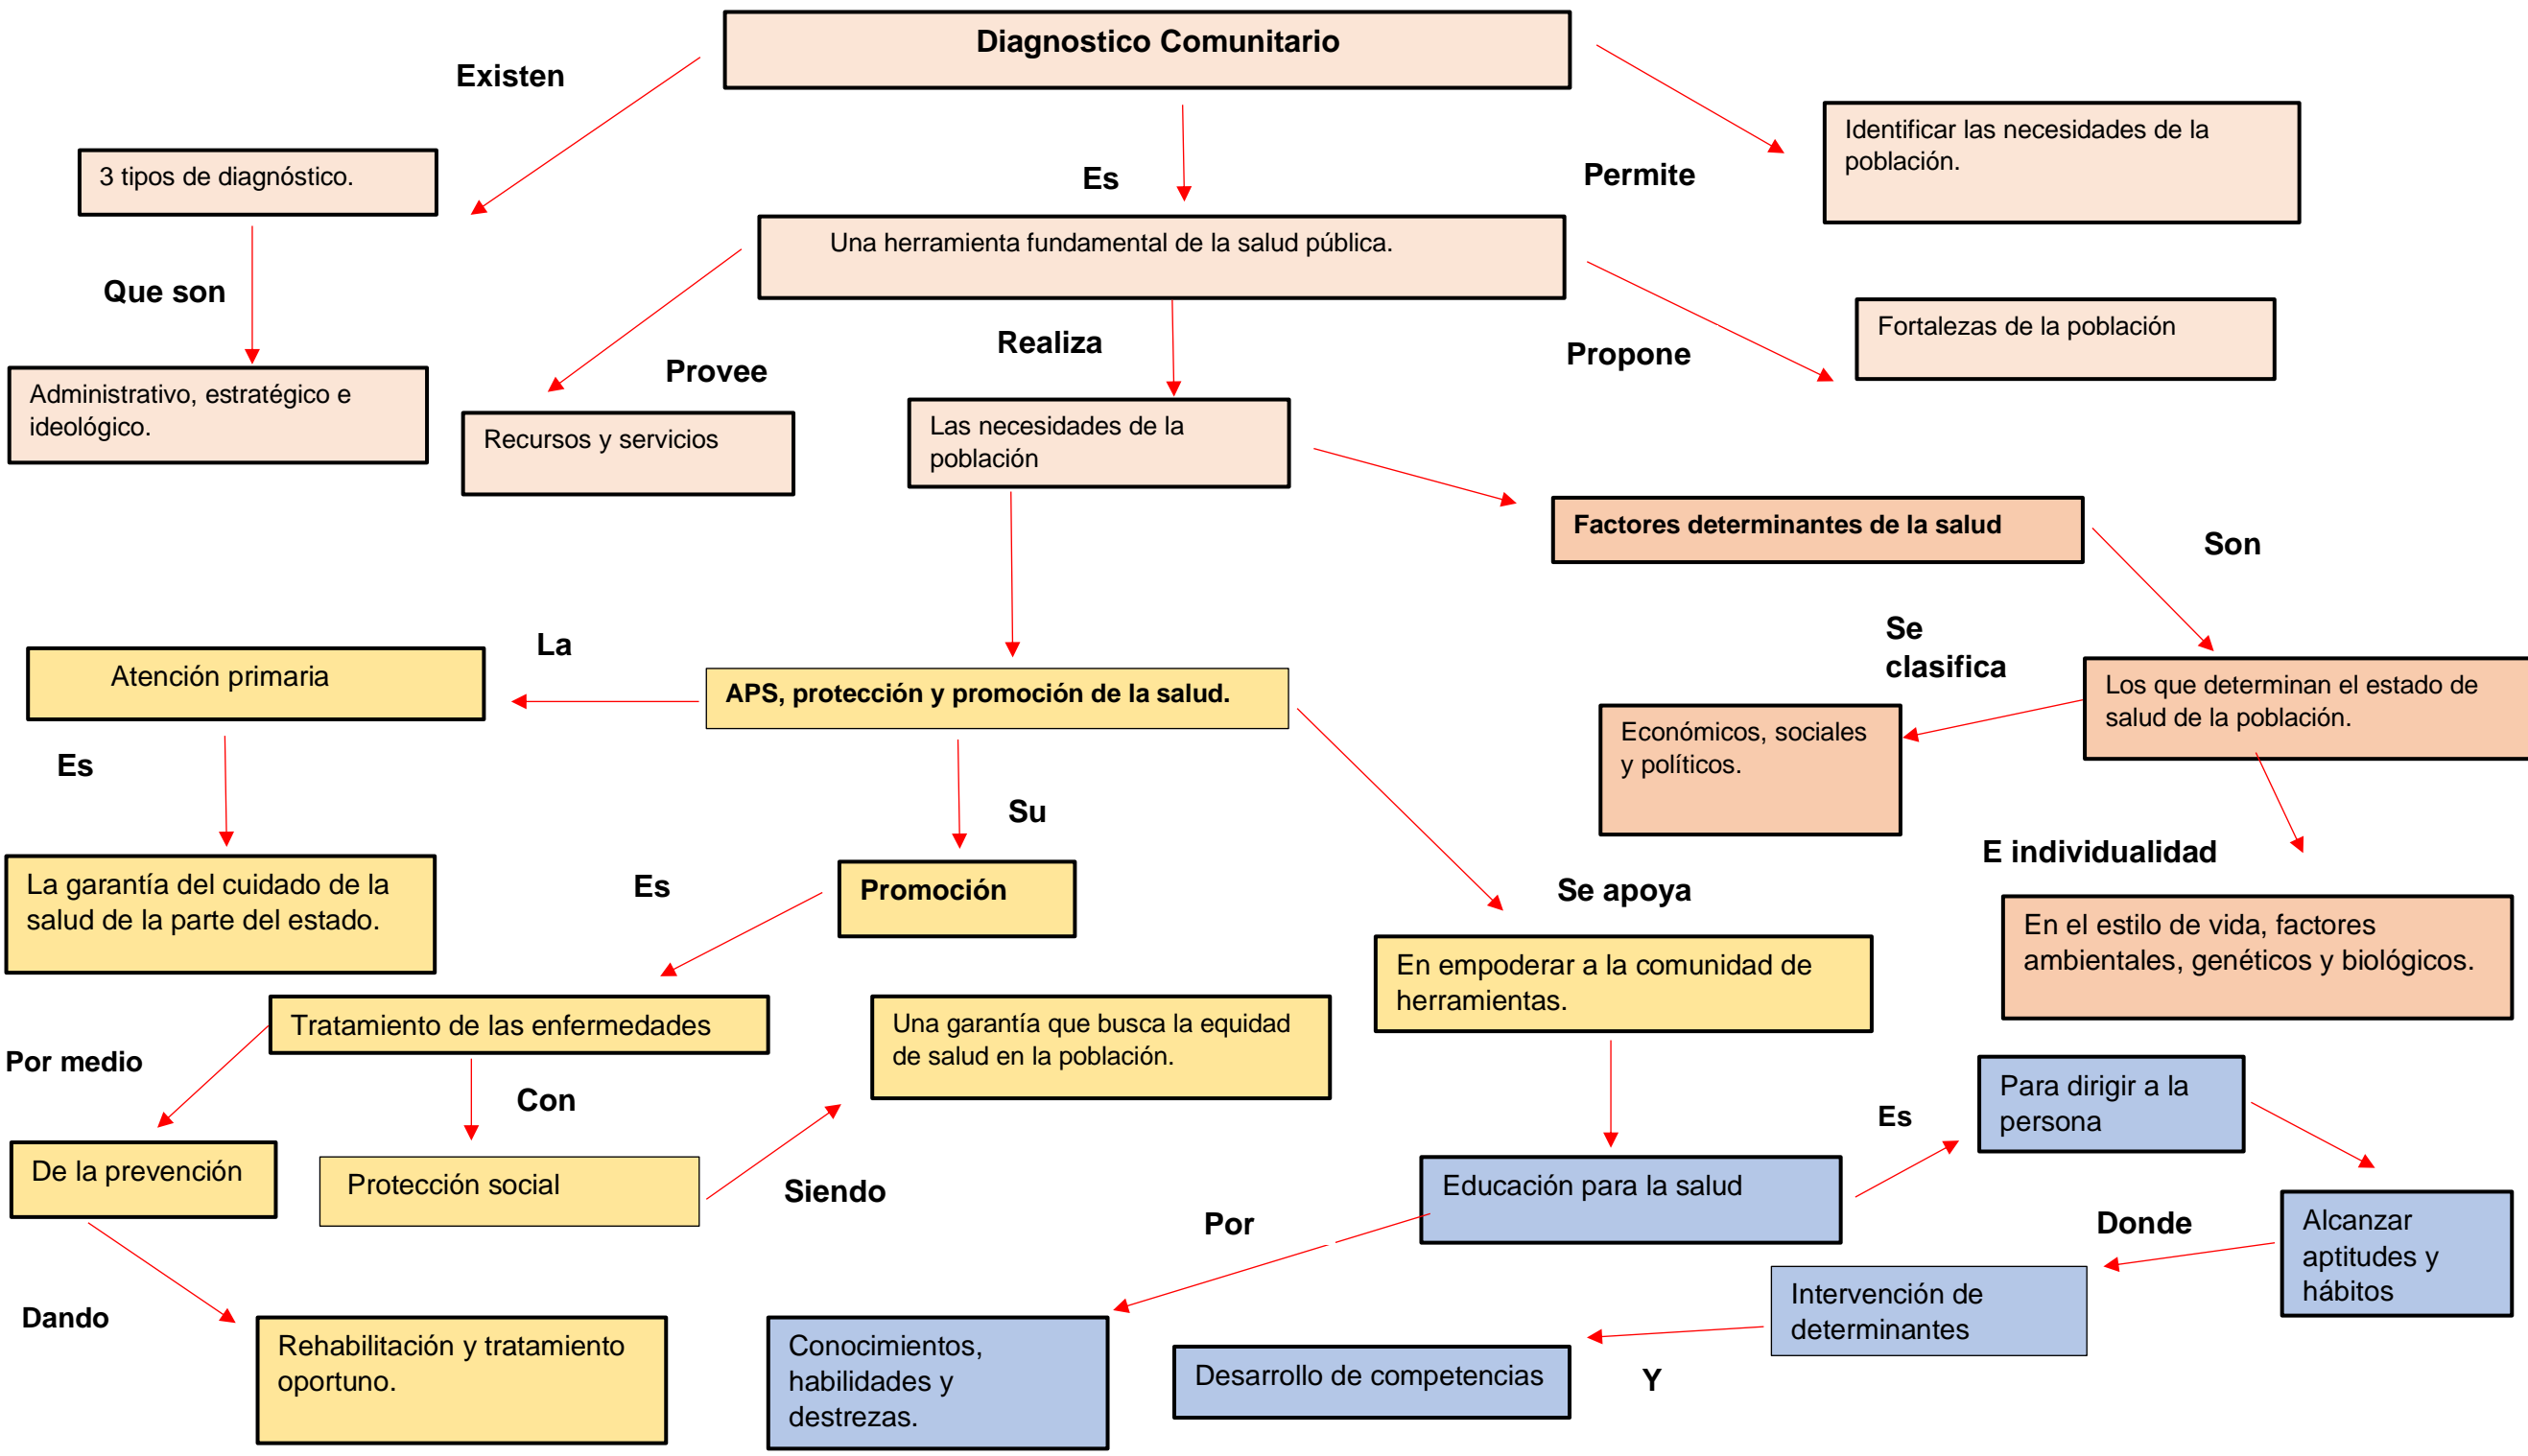 Diagnostico Comunitario
Existen
Identificar las necesidades de la
población.
3 tipos de diagnóstico.
Es
Permite
Una herramienta fundamental de la salud pública.
Que son
Fortalezas de la población
Realiza
Propone
Provee
Administrativo, estratégico e
ideológico.
Recursos y servicios
Las necesidades de la
población
Factores determinantes de la salud
Son
La
Se
clasifica
Atención primaria
APS, protección y promoción de la salud.
Los que determinan el estado de
salud de la población.
Económicos, sociales
y políticos.
Es
Su
E individualidad
La garantía del cuidado de la
salud de la parte del estado.
Es
Promoción
Se apoya
En el estilo de vida, factores
ambientales, genéticos y biológicos.
En empoderar a la comunidad de
herramientas.
Tratamiento de las enfermedades
Una garantía que busca la equidad
de salud en la población.
Por medio
Con
Para dirigir a la
persona
Es
De la prevención
Protección social
Siendo
Educación para la salud
Por
Donde
Alcanzar
aptitudes y
hábitos
Intervención de
determinantes
Dando
Rehabilitación y tratamiento
oportuno.
Conocimientos,
habilidades y
destrezas.
Desarrollo de competencias
Y